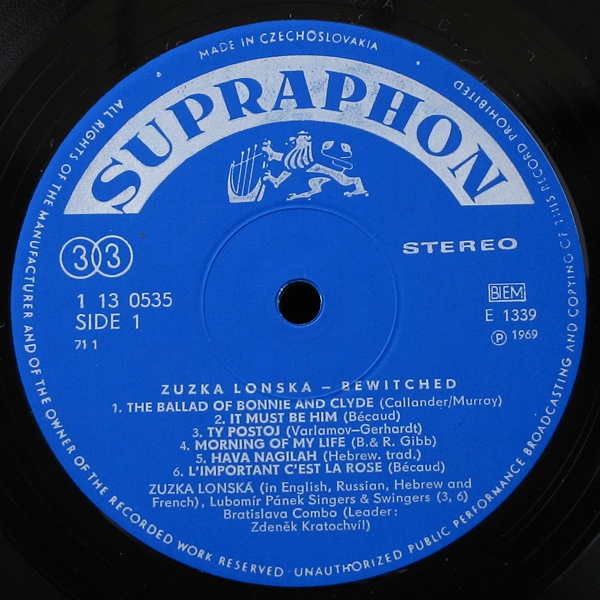 MADE IN CZECHOSLOVAKIA
ALL RIGHTS OF THE MANUFACTURER AND OF THE OWNER OF THE RECORDED WORK RESERVED · UNAUTHORIZED PUBLIC PERFORMANCE BROADCASTING AND COPYING OF THIS RECORD PROHIBITED
SUPRAPHON
33
STEREO
1 13 0535
SIDE 1
71 1
BIEM
E 1339
Ⓟ 1969
ZUZKA LONSKA – BEWITCHED
1. THE BALLAD OF BONNIE AND CLYDE (Callander/Murray)
2. IT MUST BE HIM (Bécaud)
3. TY POSTOJ (Varlamov–Gerhardt)
4. MORNING OF MY LIFE (B.& R. Gibb)
5. HAVA NAGILAH (Hebrew. trad.)
6. L'IMPORTANT C'EST LA ROSE (Bécaud)
ZUZKA LONSKÁ (in English, Russian, Hebrew and
French), Lubomír Pánek Singers & Swingers (3, 6)
Bratislava Combo (Leader:
Zdeněk Kratochvíl)